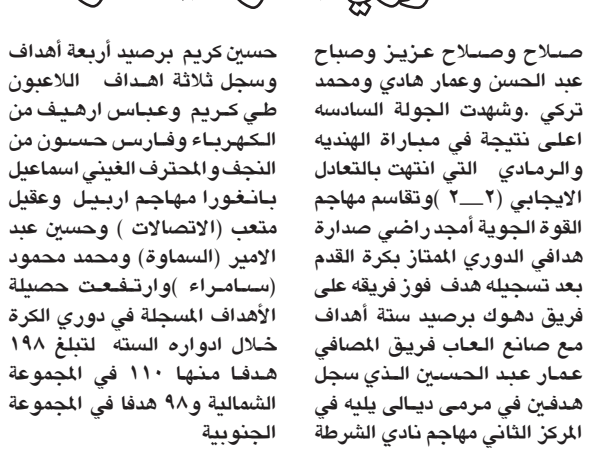 صلاح وصلاح عزيز وصباح
عبد الحسن وعمار هادي ومحمد
تركي .وشهدت الجولة السادسه
اعلى نتيجة في مباراة الهنديه
والرمادي التي انتهت بالتعادل
الايجابي (٢__٢ )وتقاسم مهاجم
القوة الجوية أمجد راضي صدارة
هدافي الدوري الممتاز بكرة القدم
بعد تسجيله هدف فوز فريقه على
فريق دهوك برصيد ستة أهداف
مع صانع العاب فريق المصافي
عمار عبد الحسين الذي سجل
هدفين في مرمى ديالى يليه في
المركز الثاني مهاجم نادي الشرطة
حسين كريم برصيد أربعة أهداف
وسجل ثلاثة اهداف اللاعبون
طي كريم وعباس ارهيف من
الكهرباء وفارس حسون من
النجف والمحترف الغيني اسماعيل
بانغورا مهاجم اربيل وعقيل
متعب (الاتصالات ) وحسين عبد
الامير (السماوة) ومحمد محمود
(سامراء )وارتفعت حصيلة
الأهداف المسجلة في دوري الكرة
خلال ادواره السته لتبلغ ١٩٨
هدفا منها ١١٠ في المجموعة
الشمالية و٩٨ هدفا في المجموعة
الجنوبية